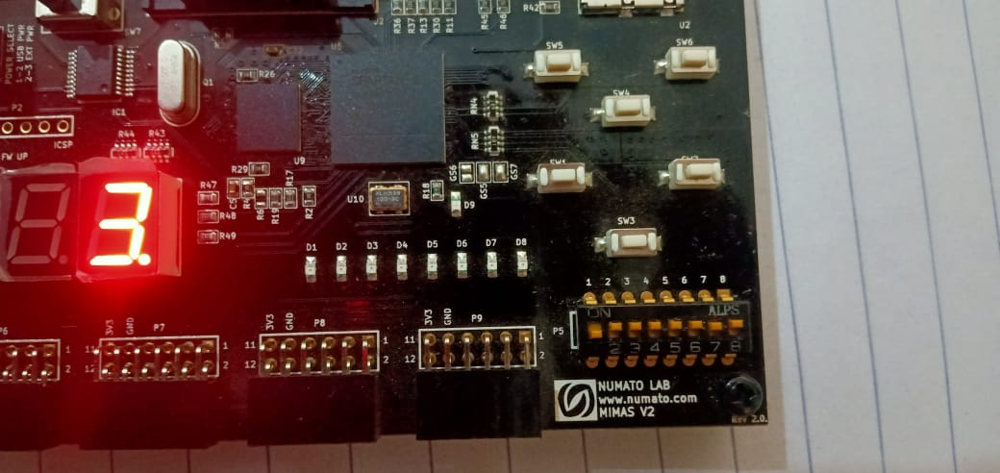 POWER SELECT
1-2 USB PWR
2-3 EXT PWR
P2
ICSP
FW UP
IC1
Q1
R44
R43
R26
U5
U9
R36
R37
R13
R30
R11
R45
R46
R42
U2
SW5
SW6
SW4
RN4
RN5
SW1
SW3
R29
R17
R47
R48
R49
C5
R6
R19
R2
U10
R18
GS6
GS5
GS7
D9
3.
D1 D2 D3 D4 D5 D6 D7 D8
1 2 3 4 5 6 7 8
ON ALPS
2 3 4 5 6 7 8
P5
P6
1
2
3V3 GND P7
11 1
12 2
3V3 GND P8
11 1
12 2
3V3 GND P9
11 1
12 2
NUMATO LAB
www.numato.com
MIMAS V2
Rev 2.0